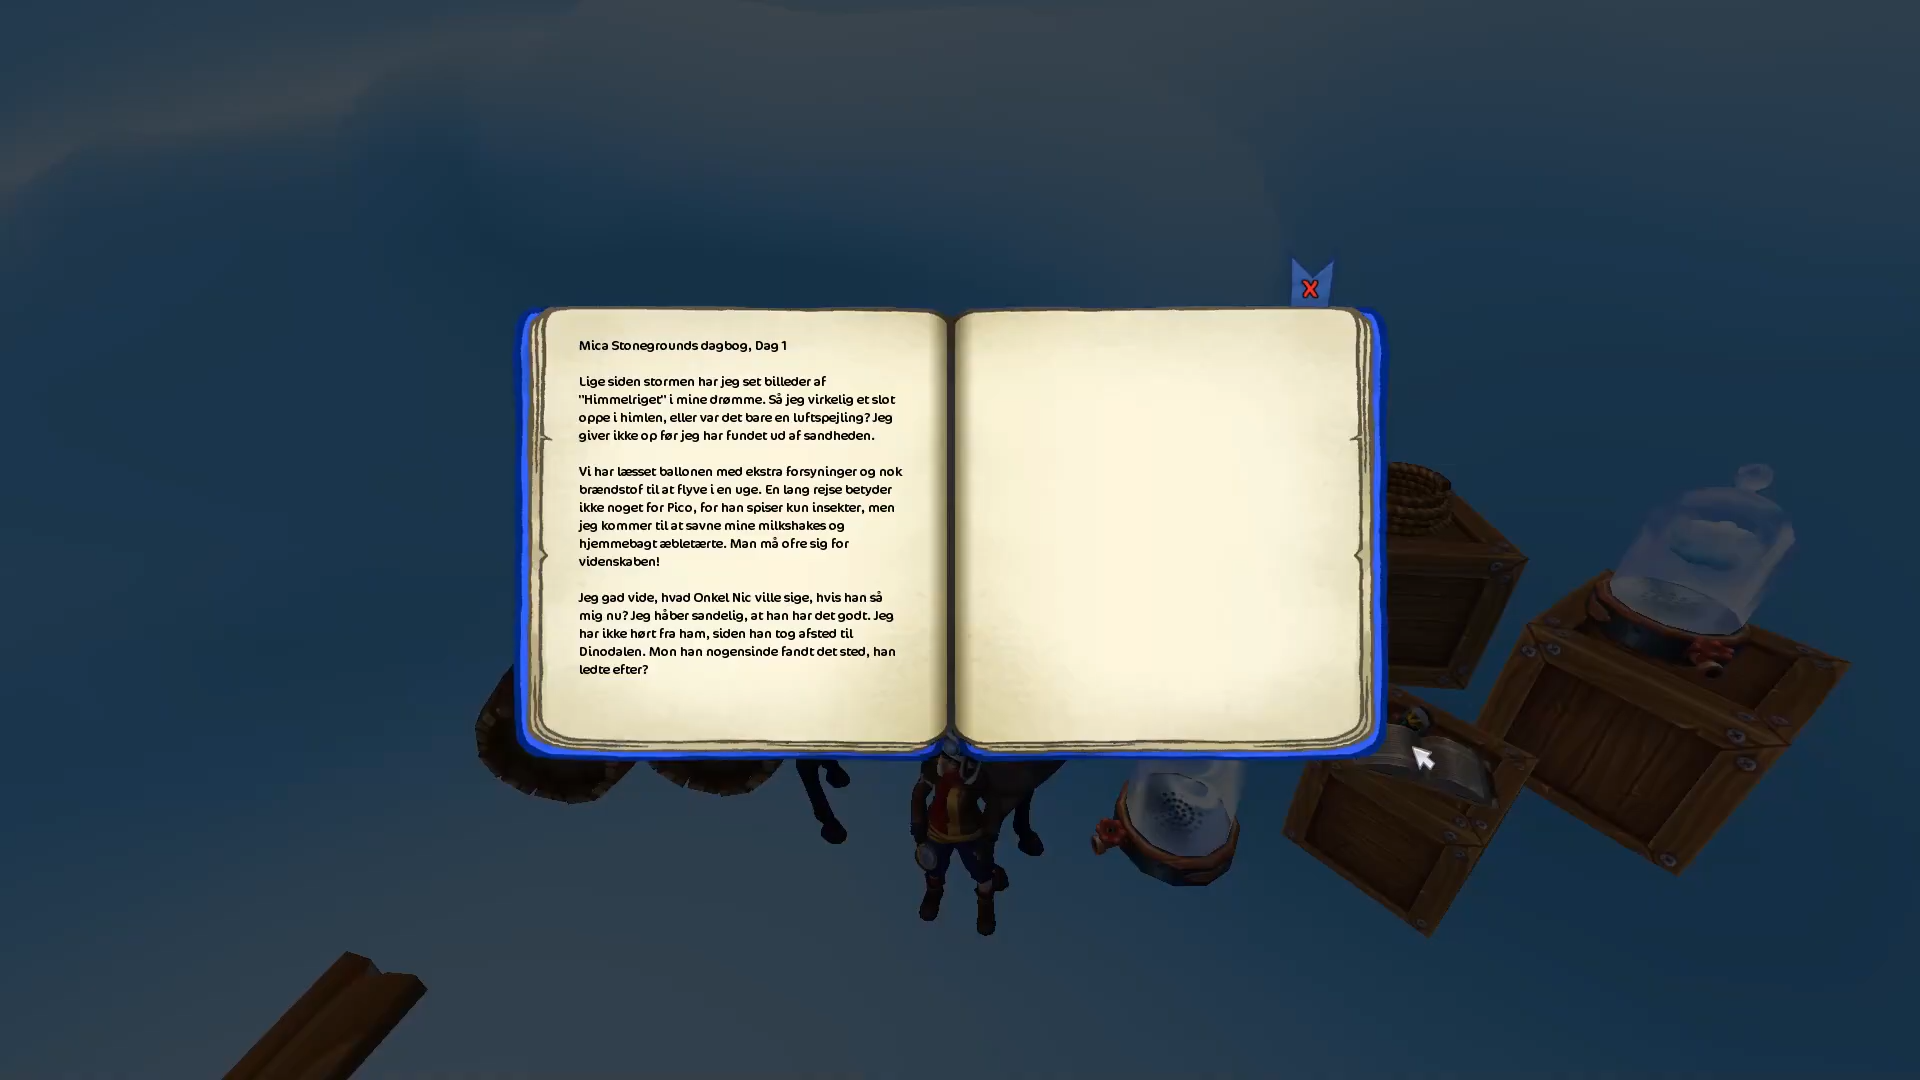 X
Mica Stonegrounds dagbog, Dag 1
Lige siden stormen har jeg set billeder af
"Himmelriget" i mine drømme. Så jeg virkelig et slot
oppe i himlen, eller var det bare en luftspejling? Jeg
giver ikke op før jeg har fundet ud af sandheden.
Vi har læsset ballonen med ekstra forsyninger og nok
brændstof til at flyve i en uge. En lang rejse betyder
ikke noget for Pico, for han spiser kun insekter, men
jeg kommer til at savne mine milkshakes og
hjemmebagt æbletærte. Man må ofre sig for
videnskaben!
Jeg gad vide, hvad Onkel Nic ville sige, hvis han så
mig nu? Jeg håber sandelig, at han har det godt. Jeg
har ikke hørt fra ham, siden han tog afsted til
Dinodalen. Mon han nogensinde fandt det sted, han
ledte efter?